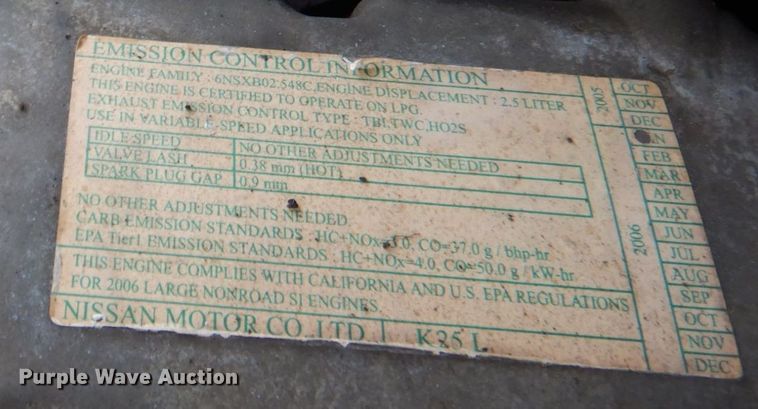 EMISSION CONTROL INFORMATION
ENGINE FAMILY : 6NSXB02.548C, ENGINE DISPLACEMENT : 2.5 LITER
THIS ENGINE IS CERTIFIED TO OPERATE ON LPG.
EXHAUST EMISSION CONTROL TYPE : TBI,TWC,HO2S
USE IN VARIABLE-SPEED APPLICATIONS ONLY
IDLE SPEED NO OTHER ADJUSTMENTS NEEDED
VALVE LASH 0.38 mm (HOT)
SPARK PLUG GAP 0.9 mm
NO OTHER ADJUSTMENTS NEEDED
CARB EMISSION STANDARDS : HC+NOx=3.0, CO=37.0 g / bhp-hr
EPA Tier1 EMISSION STANDARDS : HC+NOx=4.0, CO=50.0 g / kW-hr
THIS ENGINE COMPLIES WITH CALIFORNIA AND U.S. EPA REGULATIONS
FOR 2006 LARGE NONROAD SI ENGINES.
NISSAN MOTOR CO. LTD. K25 L
2005
OCT
NOV
DEC
2006
FEB
MAR
APR
MAY
JUN
JUL
AUG
SEP
OCT
NOV
DEC
Purple Wave Auction